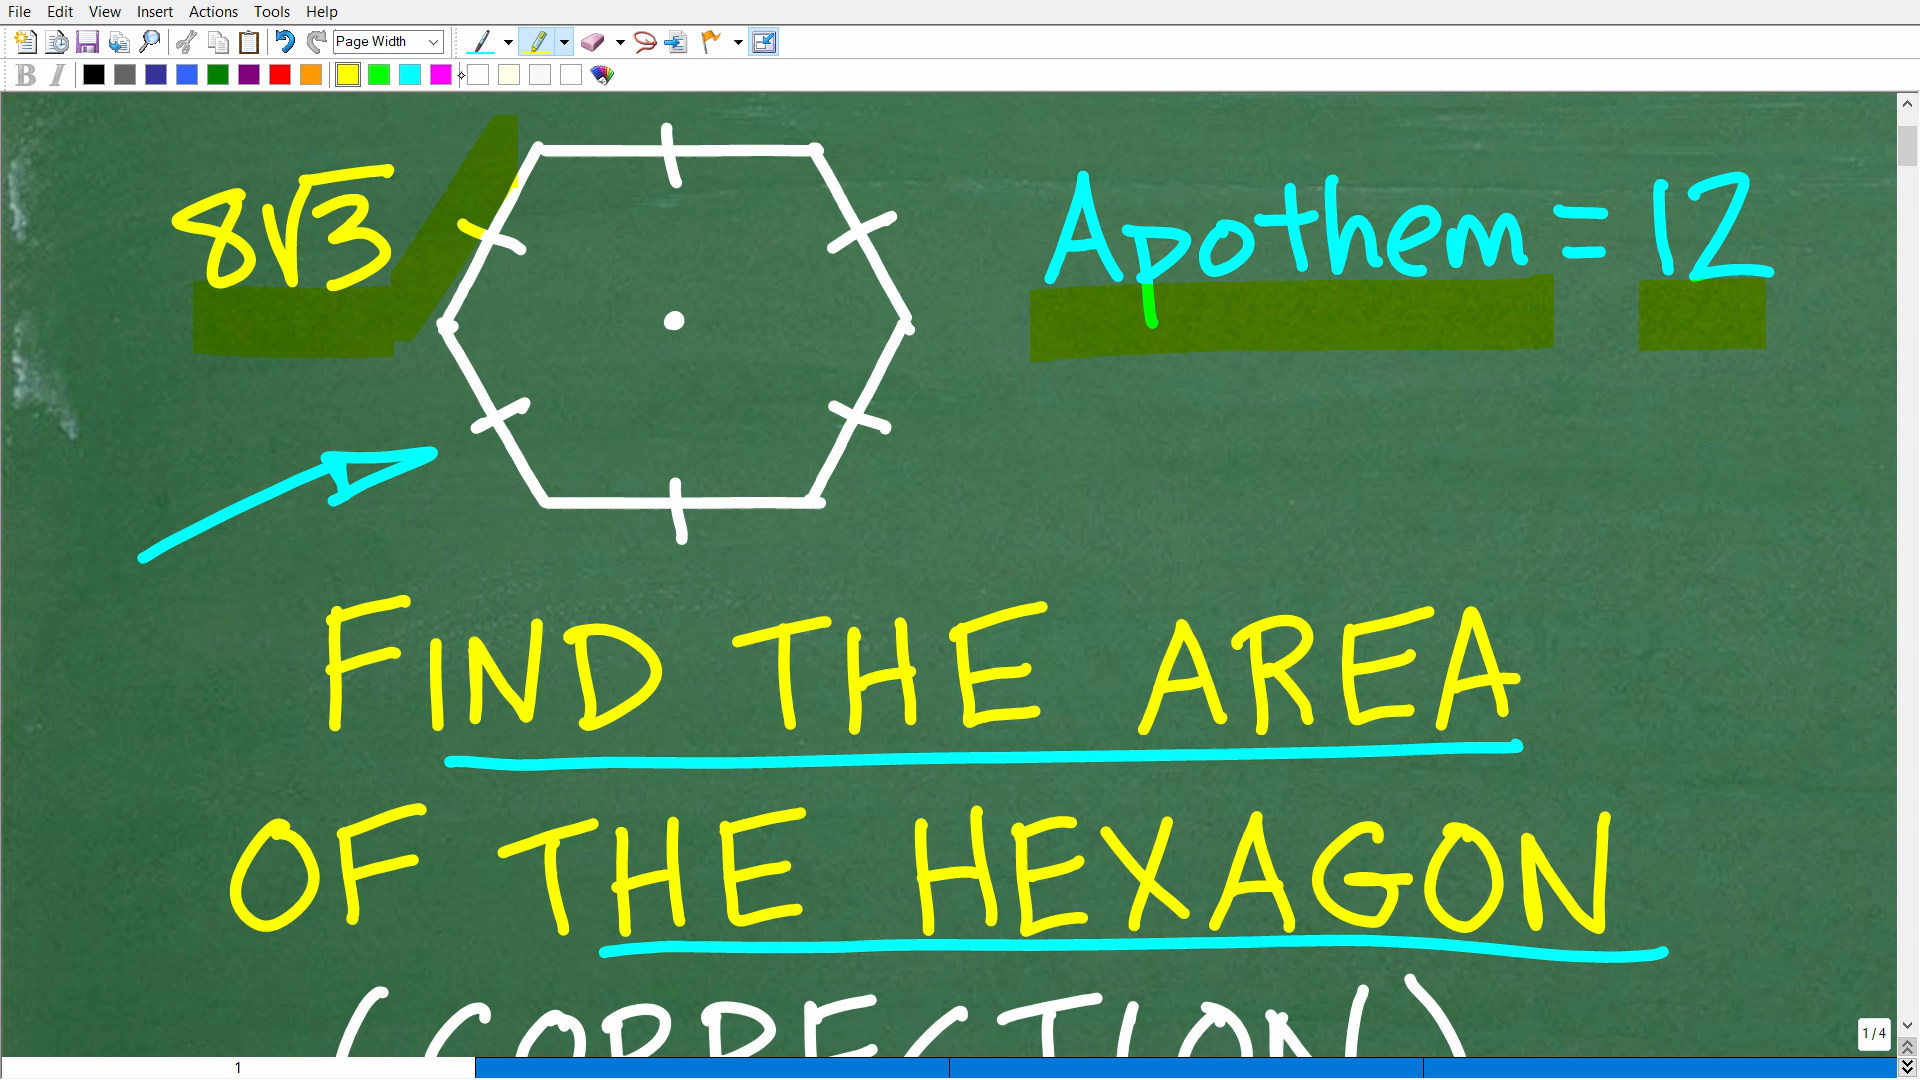 File Edit View Insert Actions Tools Help
Page Width
B I
8√3
Apothem = 12
FIND THE AREA
OF THE HEXAGON
(CORRECTION)
1 / 4
1